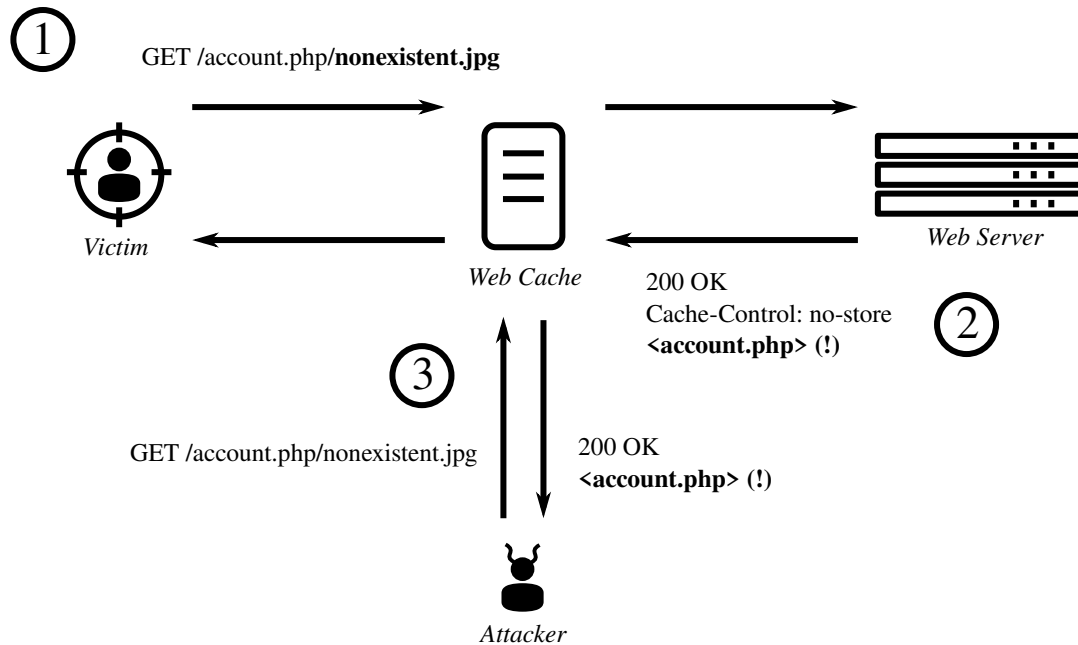 1
GET /account.php/nonexistent.jpg
Victim
Web Cache
Web Server
200 OK
Cache-Control: no-store
<account.php> (!)
2
3
GET /account.php/nonexistent.jpg
200 OK
<account.php> (!)
Attacker